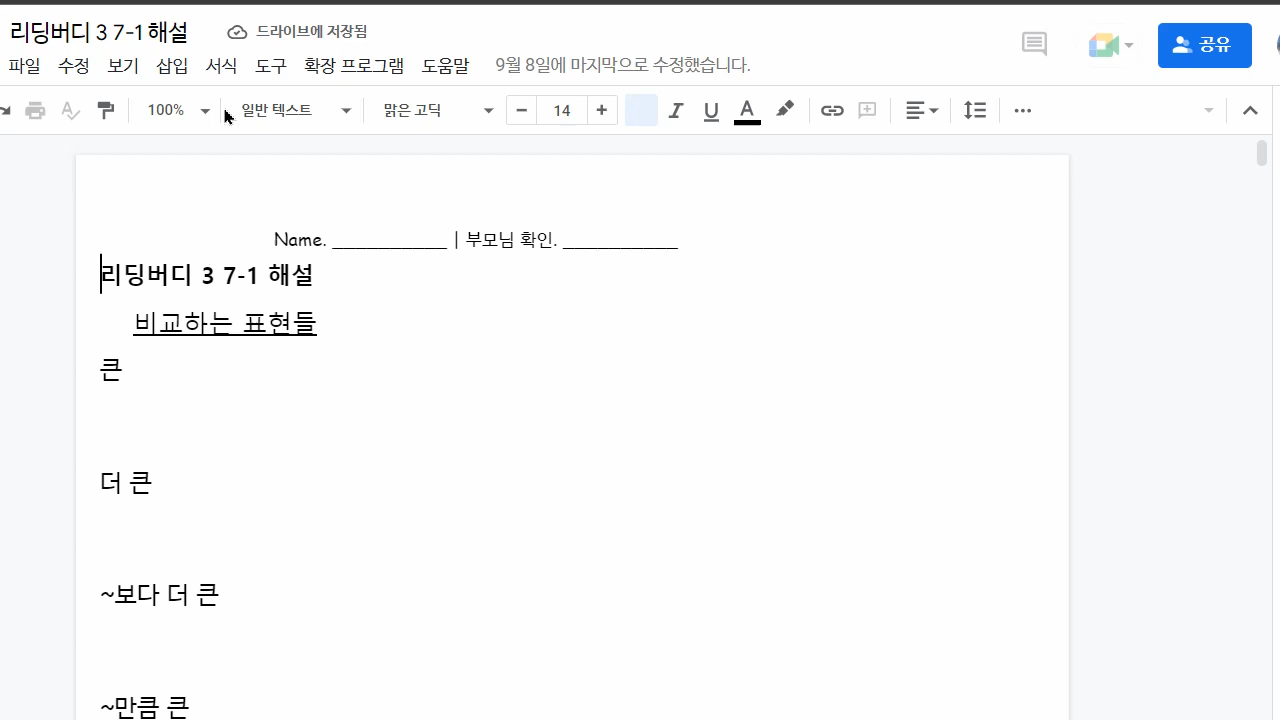 리딩버디 3 7-1 해설 드라이브에 저장됨
파일 수정 보기 삽입 서식 도구 확장 프로그램 도움말 9월 8일에 마지막으로 수정했습니다. 공유
100% 일반 텍스트 맑은 고딕 − 14 + I U A
Name. ___________ | 부모님 확인. ___________
리딩버디 3 7-1 해설
비교하는 표현들
큰
더 큰
~보다 더 큰
~만큼 큰